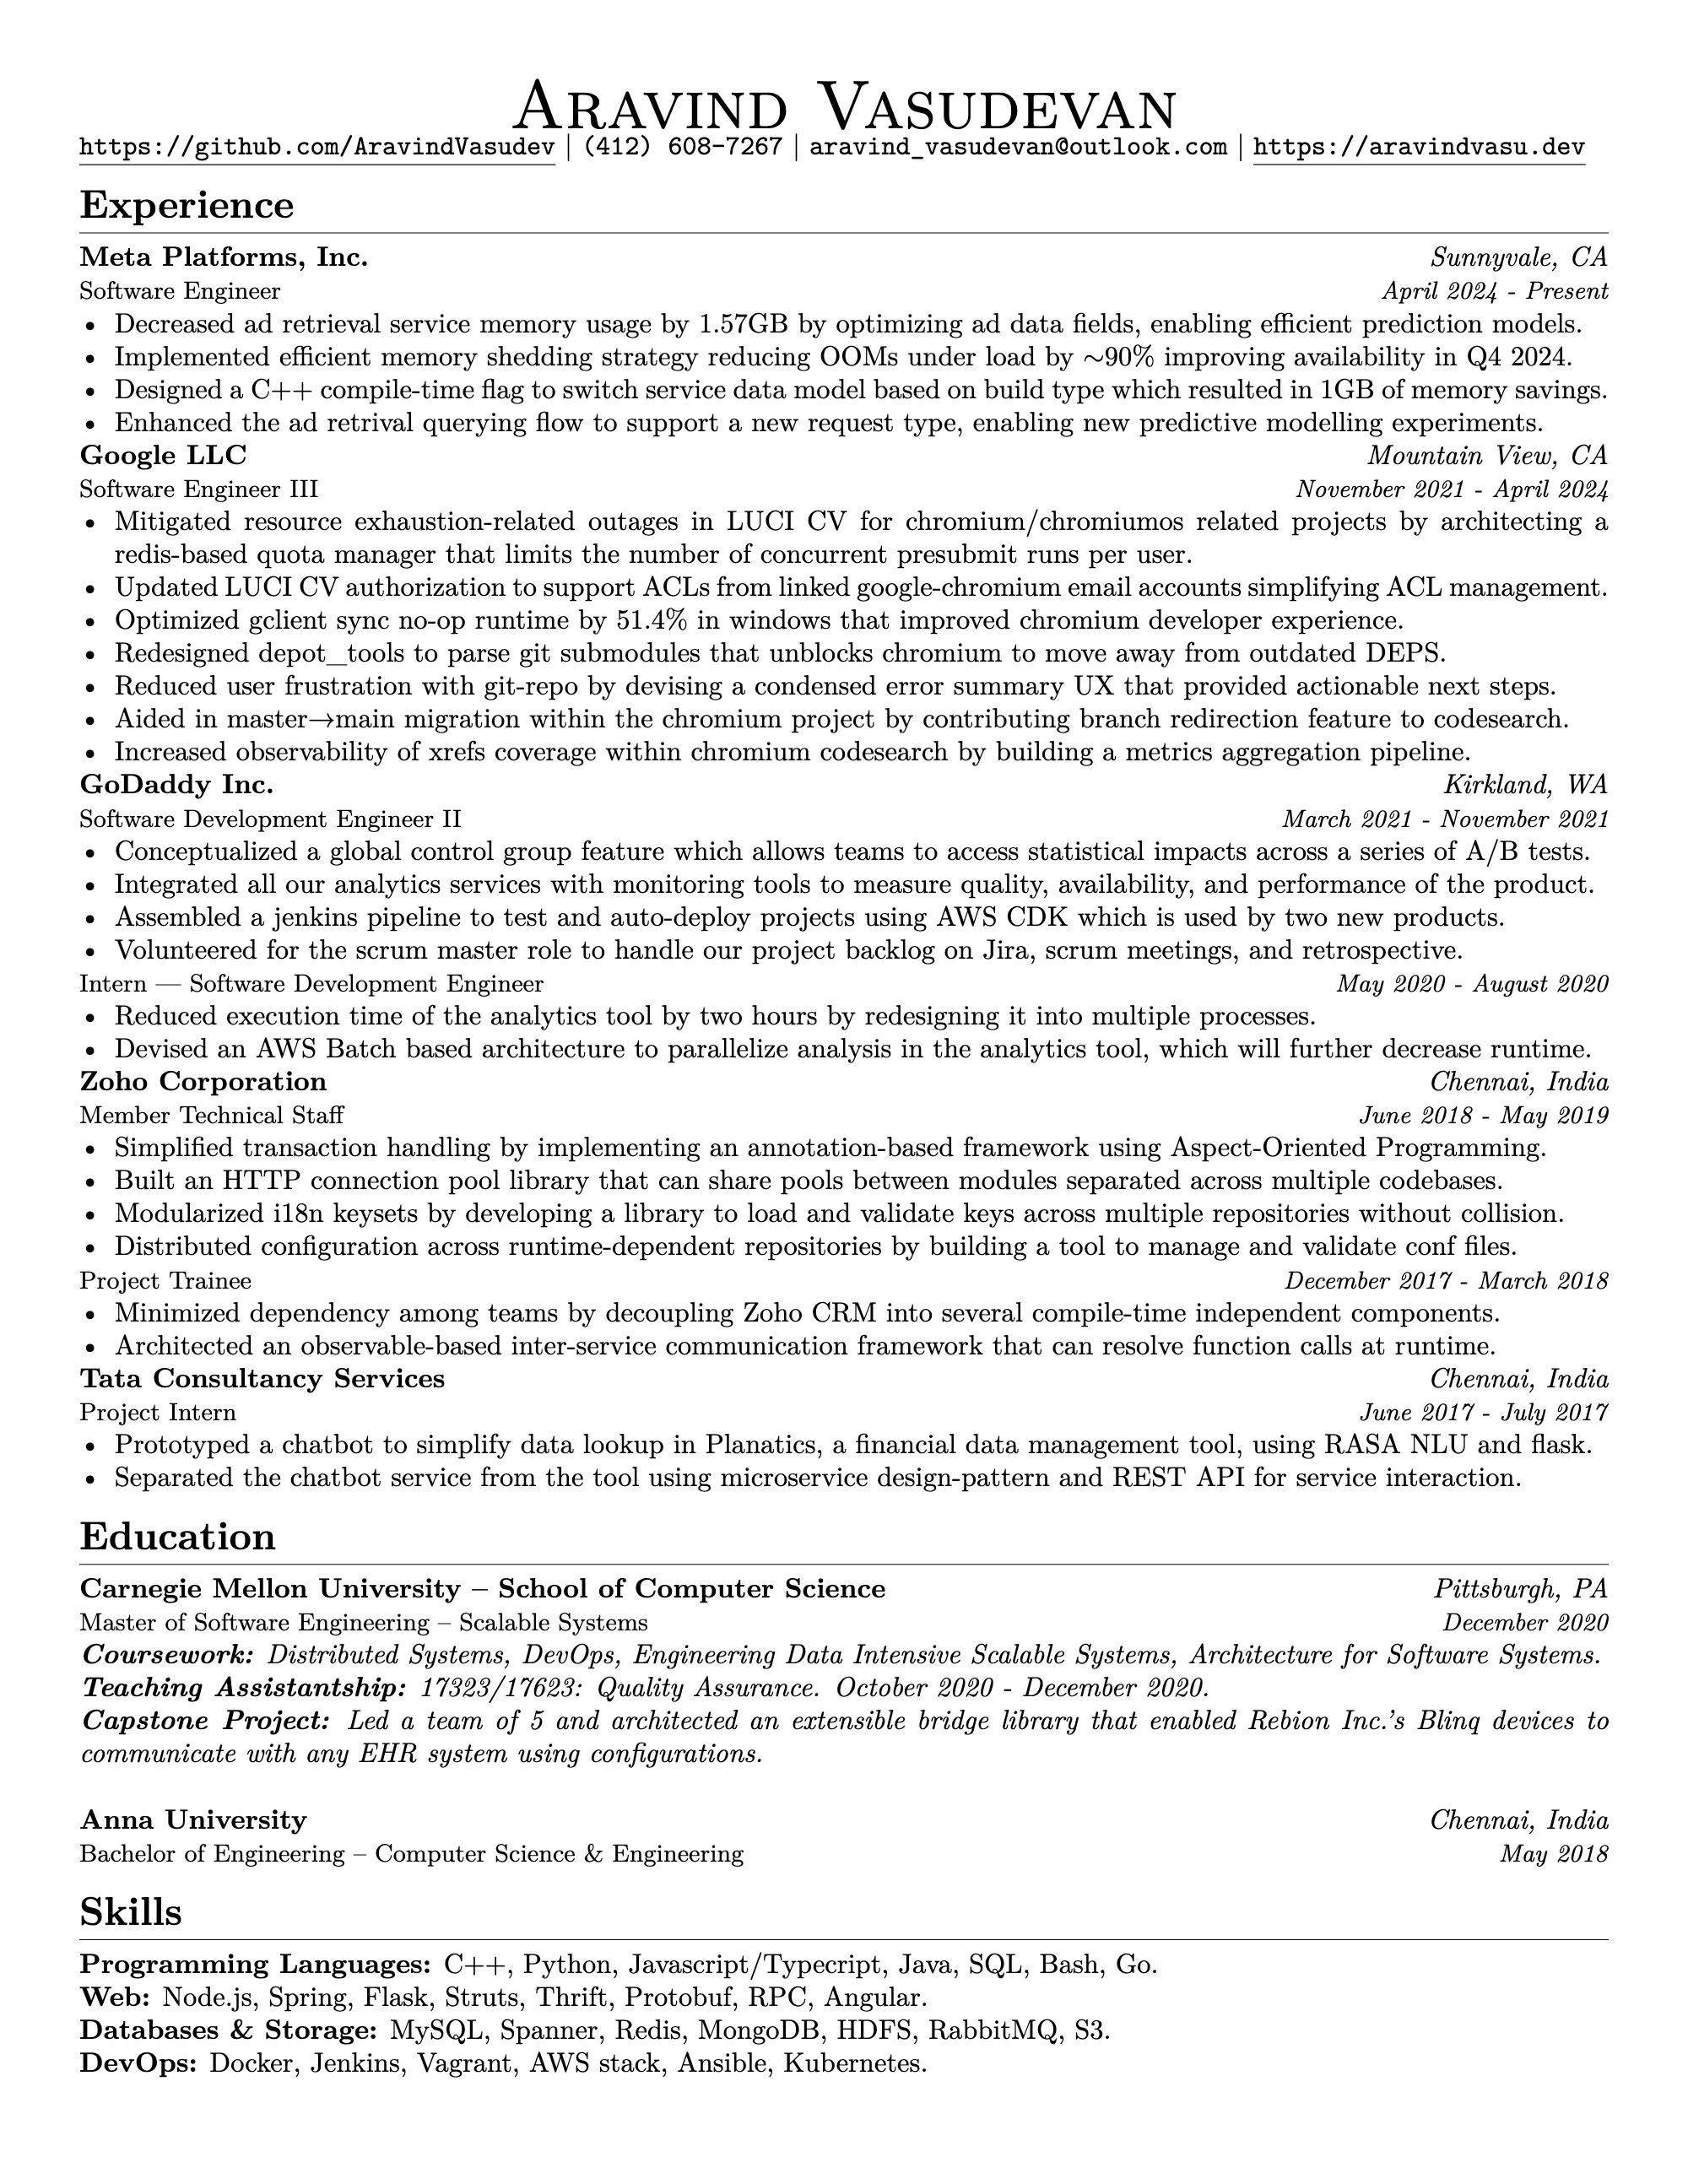 Aravind Vasudevan
https://github.com/AravindVasudev | (412) 608-7267 | aravind_vasudevan@outlook.com | https://aravindvasu.dev
Experience
Meta Platforms, Inc. Sunnyvale, CA
Software Engineer April 2024 - Present
• Decreased ad retrieval service memory usage by 1.57GB by optimizing ad data fields, enabling efficient prediction models.
• Implemented efficient memory shedding strategy reducing OOMs under load by ∼90% improving availability in Q4 2024.
• Designed a C++ compile-time flag to switch service data model based on build type which resulted in 1GB of memory savings.
• Enhanced the ad retrival querying flow to support a new request type, enabling new predictive modelling experiments.
Google LLC Mountain View, CA
Software Engineer III November 2021 - April 2024
• Mitigated resource exhaustion-related outages in LUCI CV for chromium/chromiumos related projects by architecting a
redis-based quota manager that limits the number of concurrent presubmit runs per user.
• Updated LUCI CV authorization to support ACLs from linked google-chromium email accounts simplifying ACL management.
• Optimized gclient sync no-op runtime by 51.4% in windows that improved chromium developer experience.
• Redesigned depot_tools to parse git submodules that unblocks chromium to move away from outdated DEPS.
• Reduced user frustration with git-repo by devising a condensed error summary UX that provided actionable next steps.
• Aided in master→main migration within the chromium project by contributing branch redirection feature to codesearch.
• Increased observability of xrefs coverage within chromium codesearch by building a metrics aggregation pipeline.
GoDaddy Inc. Kirkland, WA
Software Development Engineer II March 2021 - November 2021
• Conceptualized a global control group feature which allows teams to access statistical impacts across a series of A/B tests.
• Integrated all our analytics services with monitoring tools to measure quality, availability, and performance of the product.
• Assembled a jenkins pipeline to test and auto-deploy projects using AWS CDK which is used by two new products.
• Volunteered for the scrum master role to handle our project backlog on Jira, scrum meetings, and retrospective.
Intern — Software Development Engineer May 2020 - August 2020
• Reduced execution time of the analytics tool by two hours by redesigning it into multiple processes.
• Devised an AWS Batch based architecture to parallelize analysis in the analytics tool, which will further decrease runtime.
Zoho Corporation Chennai, India
Member Technical Staff June 2018 - May 2019
• Simplified transaction handling by implementing an annotation-based framework using Aspect-Oriented Programming.
• Built an HTTP connection pool library that can share pools between modules separated across multiple codebases.
• Modularized i18n keysets by developing a library to load and validate keys across multiple repositories without collision.
• Distributed configuration across runtime-dependent repositories by building a tool to manage and validate conf files.
Project Trainee December 2017 - March 2018
• Minimized dependency among teams by decoupling Zoho CRM into several compile-time independent components.
• Architected an observable-based inter-service communication framework that can resolve function calls at runtime.
Tata Consultancy Services Chennai, India
Project Intern June 2017 - July 2017
• Prototyped a chatbot to simplify data lookup in Planatics, a financial data management tool, using RASA NLU and flask.
• Separated the chatbot service from the tool using microservice design-pattern and REST API for service interaction.
Education
Carnegie Mellon University – School of Computer Science Pittsburgh, PA
Master of Software Engineering – Scalable Systems December 2020
Coursework: Distributed Systems, DevOps, Engineering Data Intensive Scalable Systems, Architecture for Software Systems.
Teaching Assistantship: 17323/17623: Quality Assurance. October 2020 - December 2020.
Capstone Project: Led a team of 5 and architected an extensible bridge library that enabled Rebion Inc.'s Blinq devices to
communicate with any EHR system using configurations.
Anna University Chennai, India
Bachelor of Engineering – Computer Science & Engineering May 2018
Skills
Programming Languages: C++, Python, Javascript/Typecript, Java, SQL, Bash, Go.
Web: Node.js, Spring, Flask, Struts, Thrift, Protobuf, RPC, Angular.
Databases & Storage: MySQL, Spanner, Redis, MongoDB, HDFS, RabbitMQ, S3.
DevOps: Docker, Jenkins, Vagrant, AWS stack, Ansible, Kubernetes.